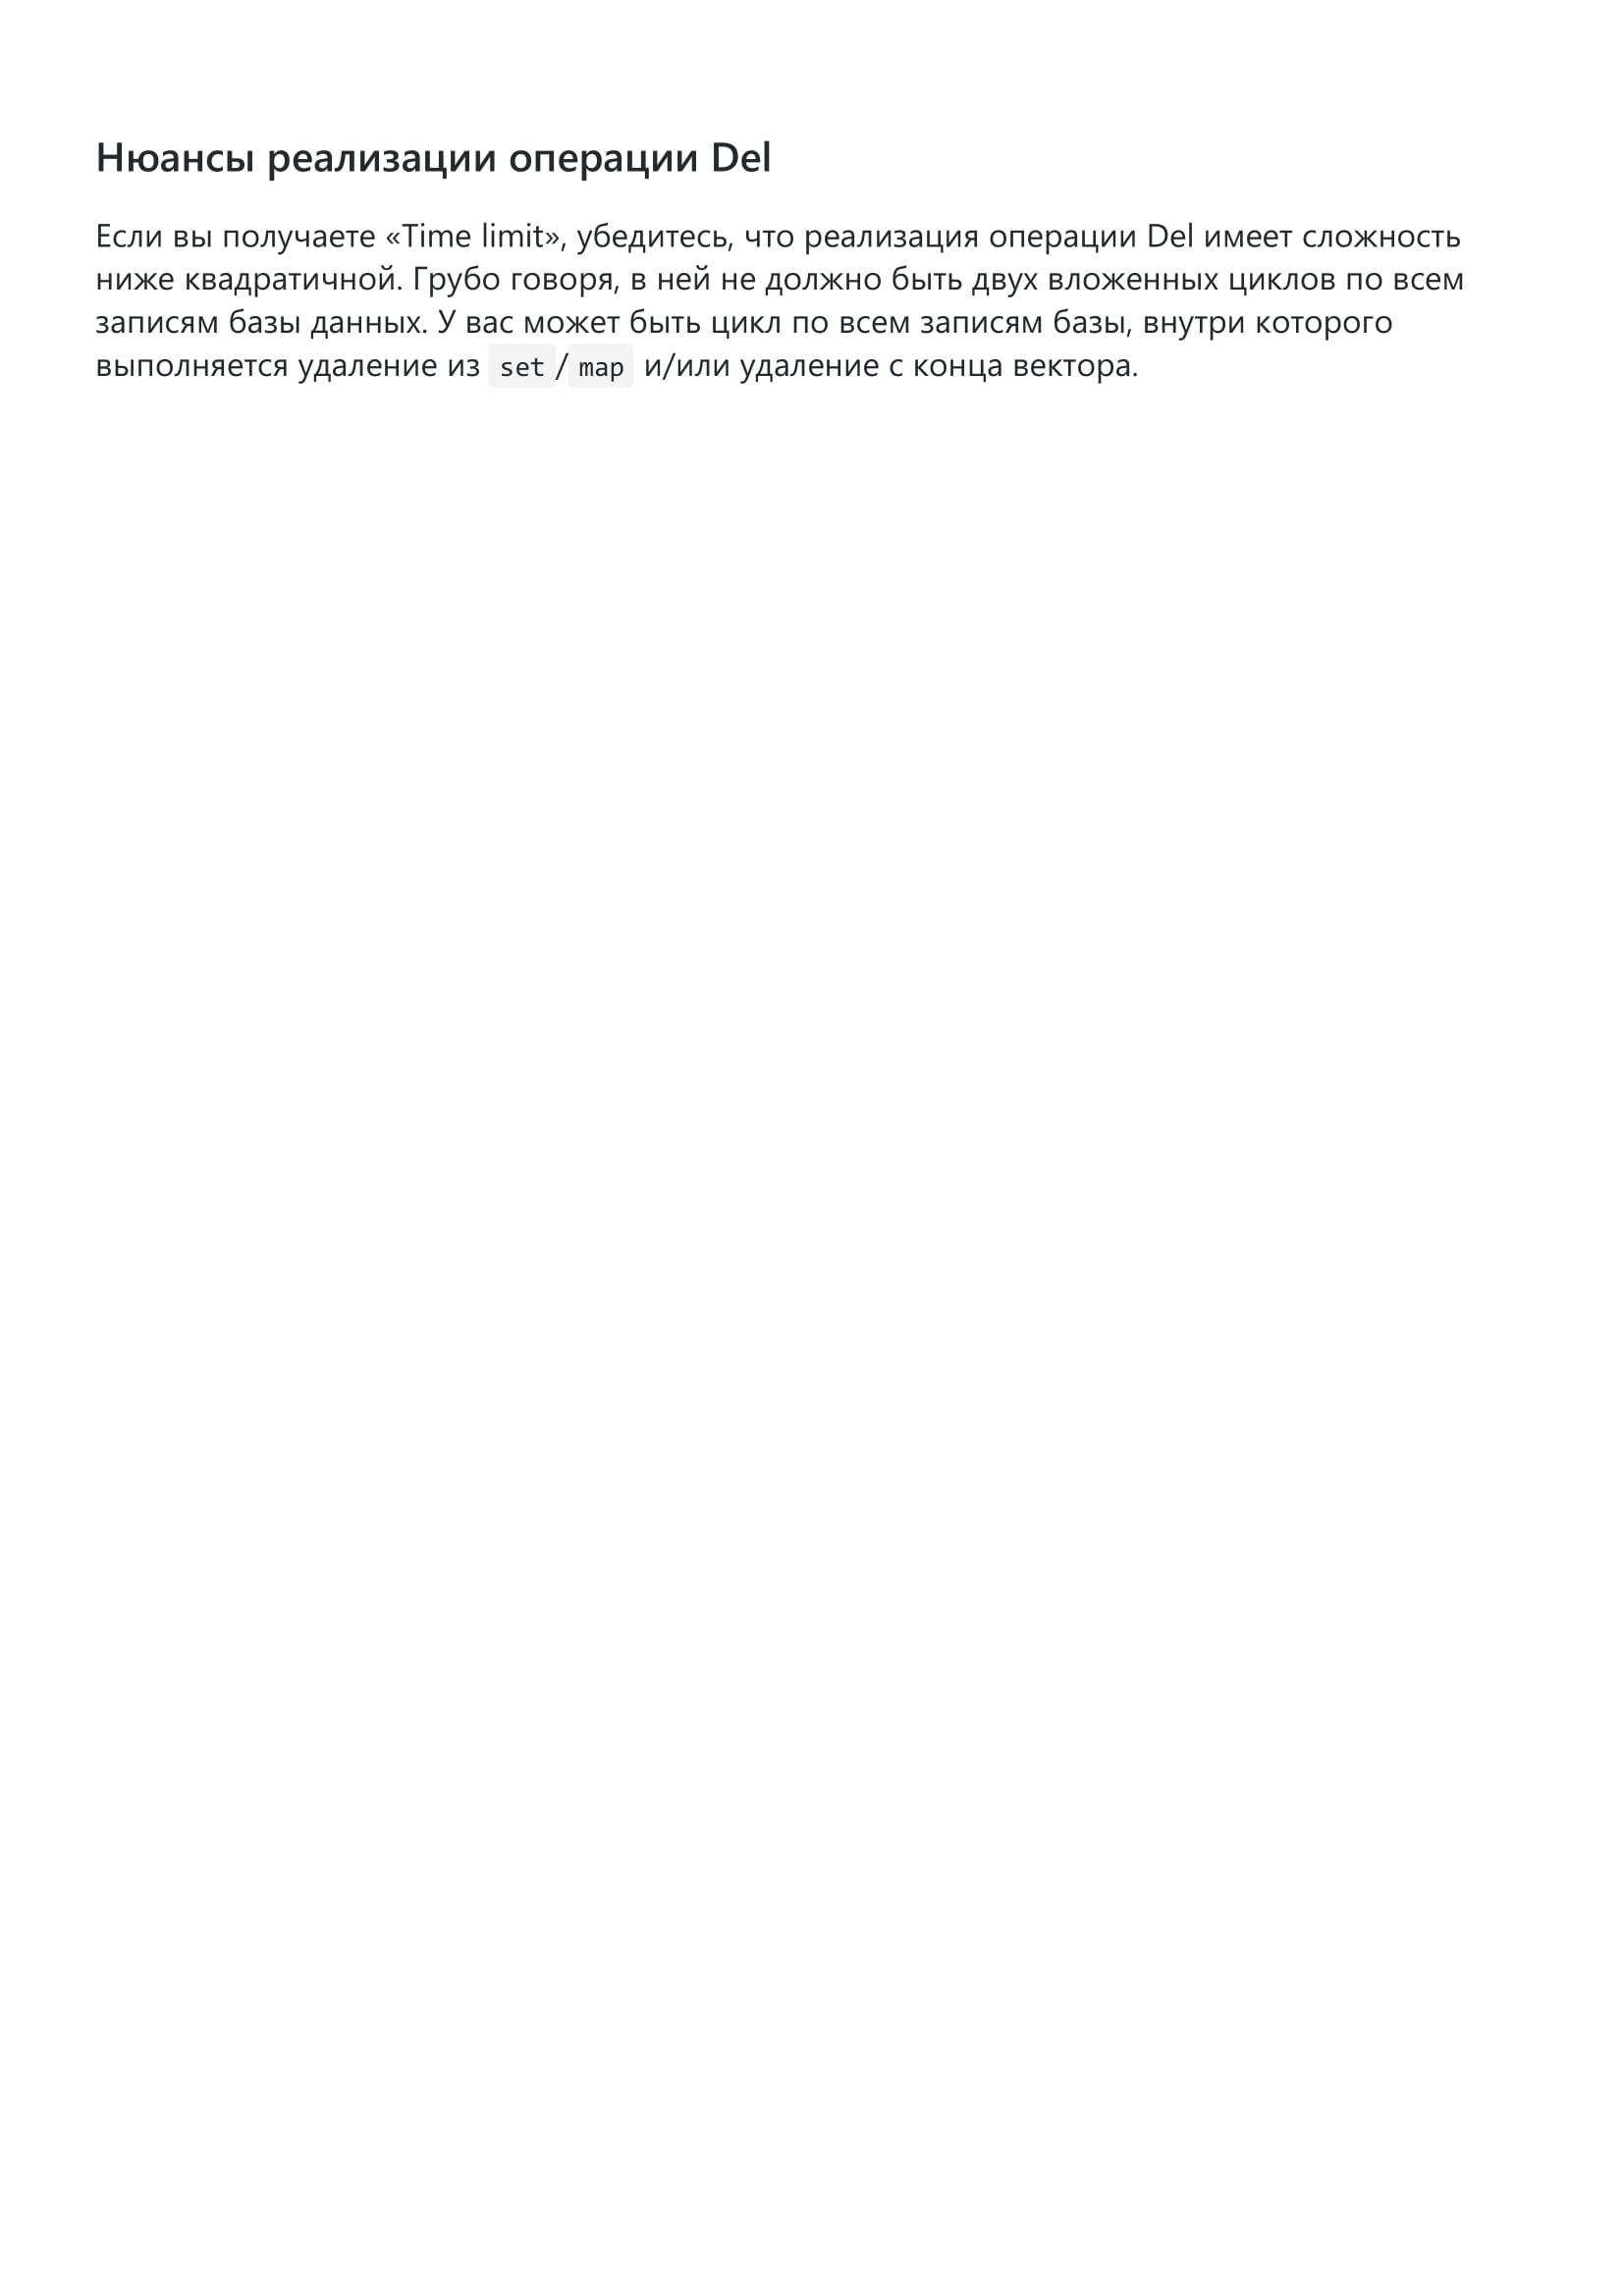 Нюансы реализации операции Del
Если вы получаете «Time limit», убедитесь, что реализация операции Del имеет сложность
ниже квадратичной. Грубо говоря, в ней не должно быть двух вложенных циклов по всем
записям базы данных. У вас может быть цикл по всем записям базы, внутри которого
выполняется удаление из set/map и/или удаление с конца вектора.